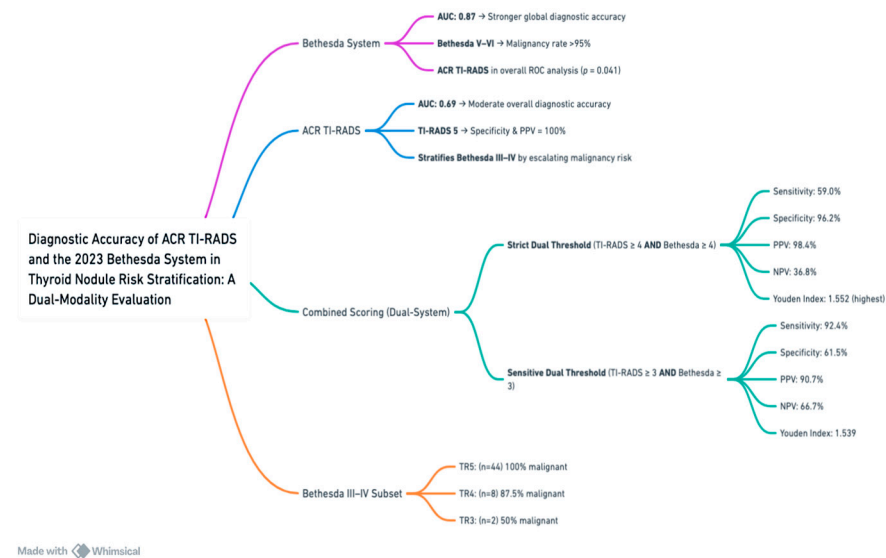 AUC: 0.87 → Stronger global diagnostic accuracy
Bethesda System
Bethesda V–VI → Malignancy rate >95%
ACR TI-RADS in overall ROC analysis (p = 0.041)
AUC: 0.69 → Moderate overall diagnostic accuracy
ACR TI-RADS
TI-RADS 5 → Specificity & PPV = 100%
Stratifies Bethesda III–IV by escalating malignancy risk
Diagnostic Accuracy of ACR TI-RADS
and the 2023 Bethesda System in
Thyroid Nodule Risk Stratification: A
Dual-Modality Evaluation
Combined Scoring (Dual-System)
Strict Dual Threshold (TI-RADS ≥ 4 AND Bethesda ≥ 4)
Sensitivity: 59.0%
Specificity: 96.2%
PPV: 98.4%
NPV: 36.8%
Youden Index: 1.552 (highest)
Sensitive Dual Threshold (TI-RADS ≥ 3 AND Bethesda ≥
3)
Sensitivity: 92.4%
Specificity: 61.5%
PPV: 90.7%
NPV: 66.7%
Youden Index: 1.539
Bethesda III–IV Subset
TR5: (n=44) 100% malignant
TR4: (n=8) 87.5% malignant
TR3: (n=2) 50% malignant
Made with Whimsical